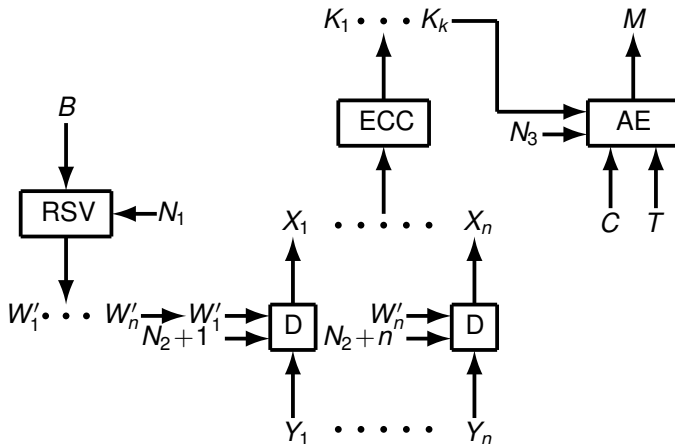 K₁ • • • Kₖ M
B ECC N₃ AE
RSV N₁ X₁ • • • • • Xₙ C T
W′₁ • • • W′ₙ W′₁ D W′ₙ D
N₂+1 N₂+n
Y₁ • • • • • Yₙ